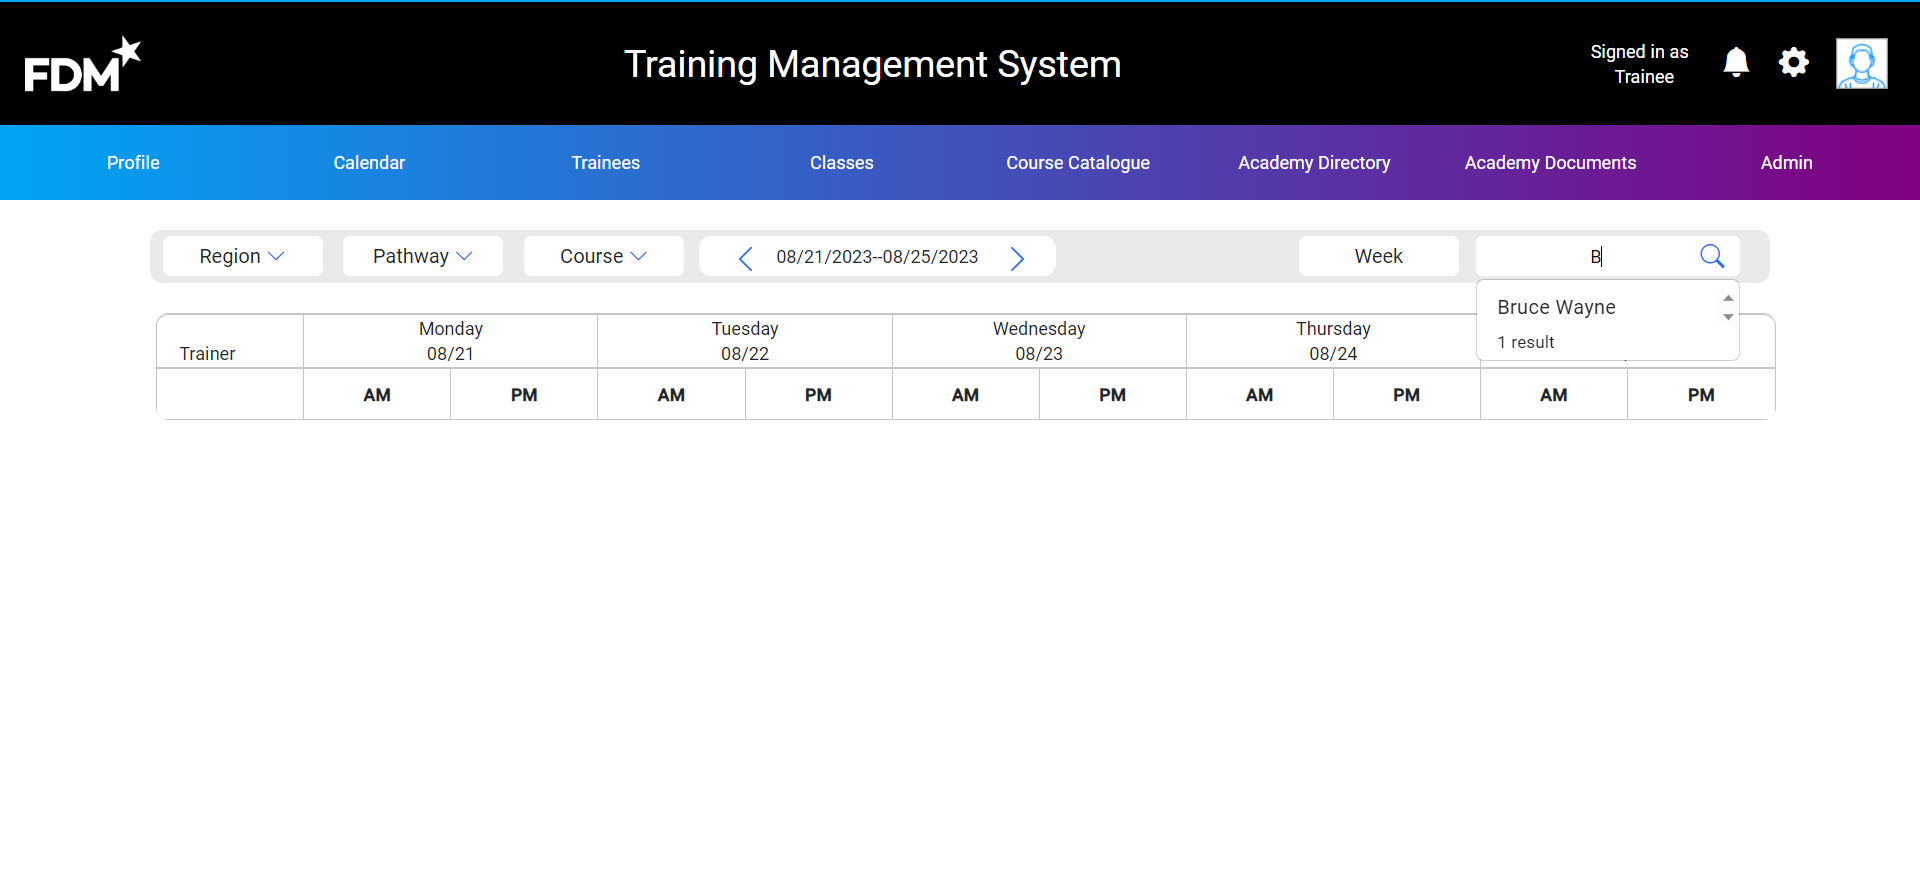 FDM
Training Management System
Signed in as
Trainee
Profile Calendar Trainees Classes Course Catalogue Academy Directory Academy Documents Admin
Region Pathway Course 08/21/2023--08/25/2023 Week B
Bruce Wayne
1 result
Trainer
Monday
08/21
Tuesday
08/22
Wednesday
08/23
Thursday
08/24
AM PM AM PM AM PM AM PM AM PM